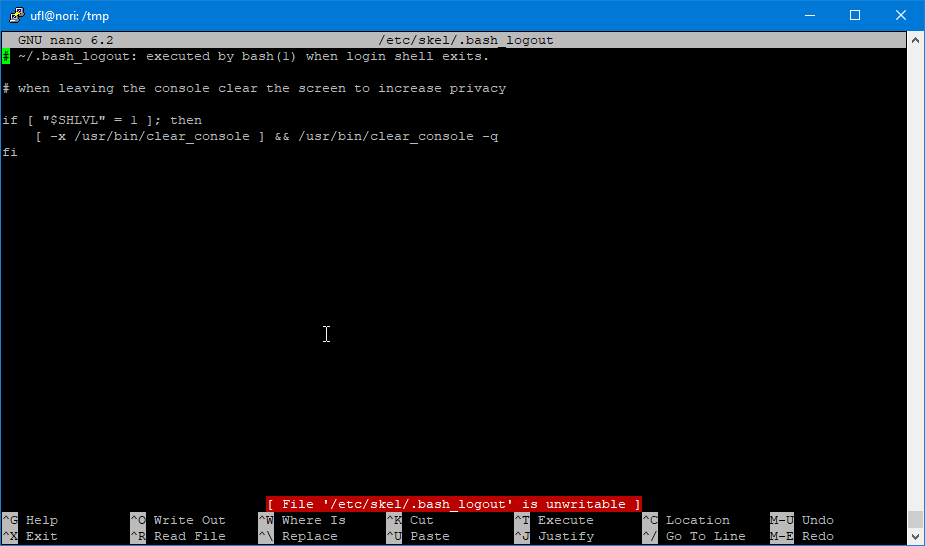 ufl@nori: /tmp
GNU nano 6.2 /etc/skel/.bash_logout
# ~/.bash_logout: executed by bash(1) when login shell exits.
# when leaving the console clear the screen to increase privacy
if [ "$SHLVL" = 1 ]; then
    [ -x /usr/bin/clear_console ] && /usr/bin/clear_console -q
fi
[ File '/etc/skel/.bash_logout' is unwritable ]
^G Help ^O Write Out ^W Where Is ^K Cut ^T Execute ^C Location M-U Undo
^X Exit ^R Read File ^\ Replace ^U Paste ^J Justify ^/ Go To Line M-E Redo